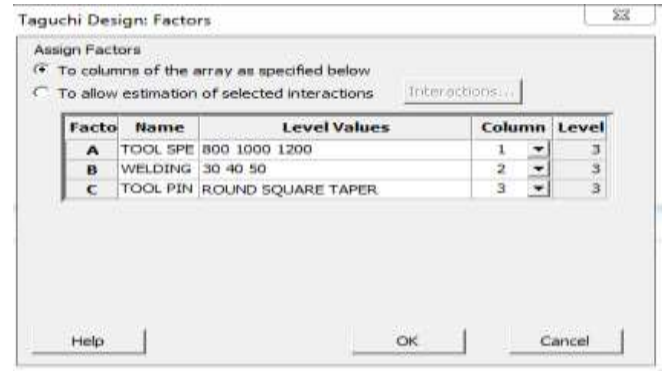 Taguchi Design: Factors
Assign Factors
To columns of the array as specified below
To allow estimation of selected interactions Interactions...
Facto Name Level Values Column Level
A TOOL SPE 800 1000 1200 1 3
B WELDING 30 40 50 2 3
C TOOL PIN ROUND SQUARE TAPER 3 3
Help OK Cancel